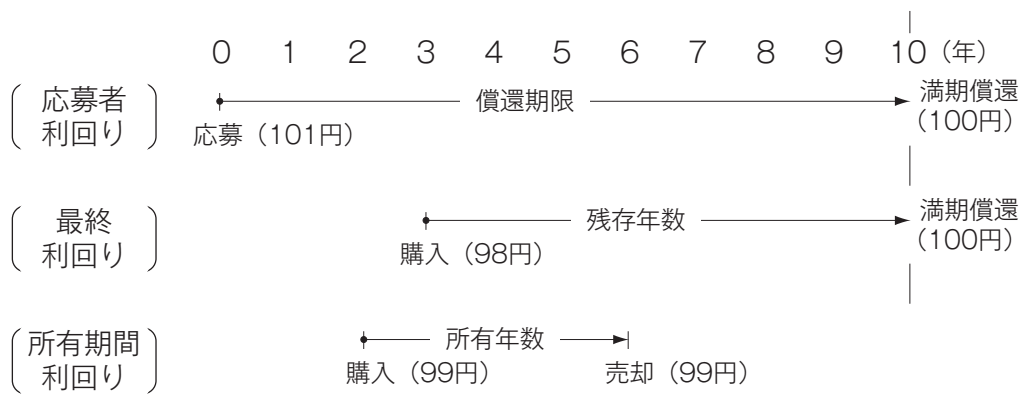 0 1 2 3 4 5 6 7 8 9 10（年）
応募者
利回り
償還期限
応募（101円）
満期償還
（100円）
最終
利回り
残存年数
購入（98円）
満期償還
（100円）
所有期間
利回り
所有年数
購入（99円）
売却（99円）